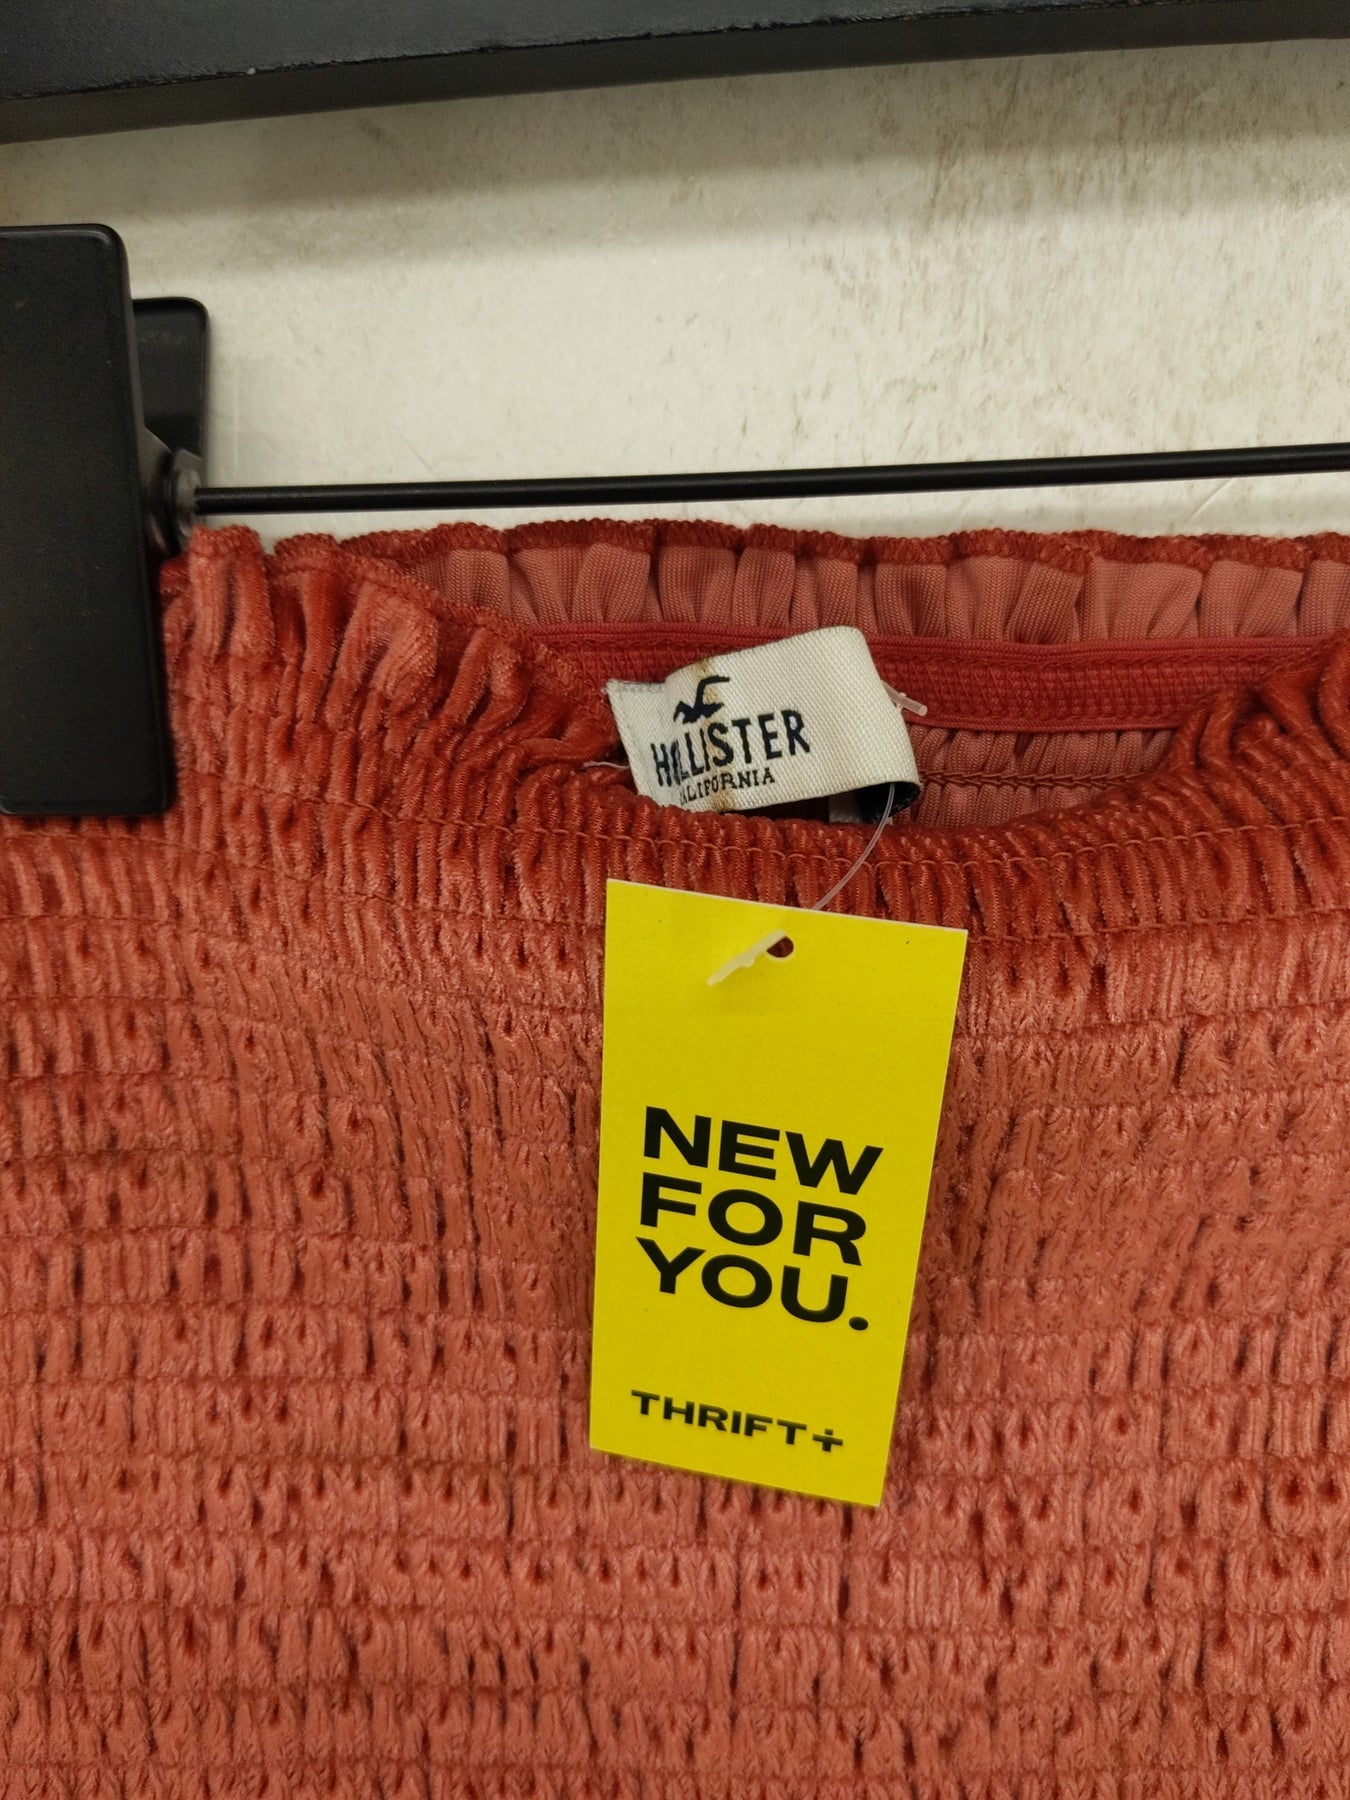 HOLLISTER
CALIFORNIA
NEW
FOR
YOU.
THRIFT+